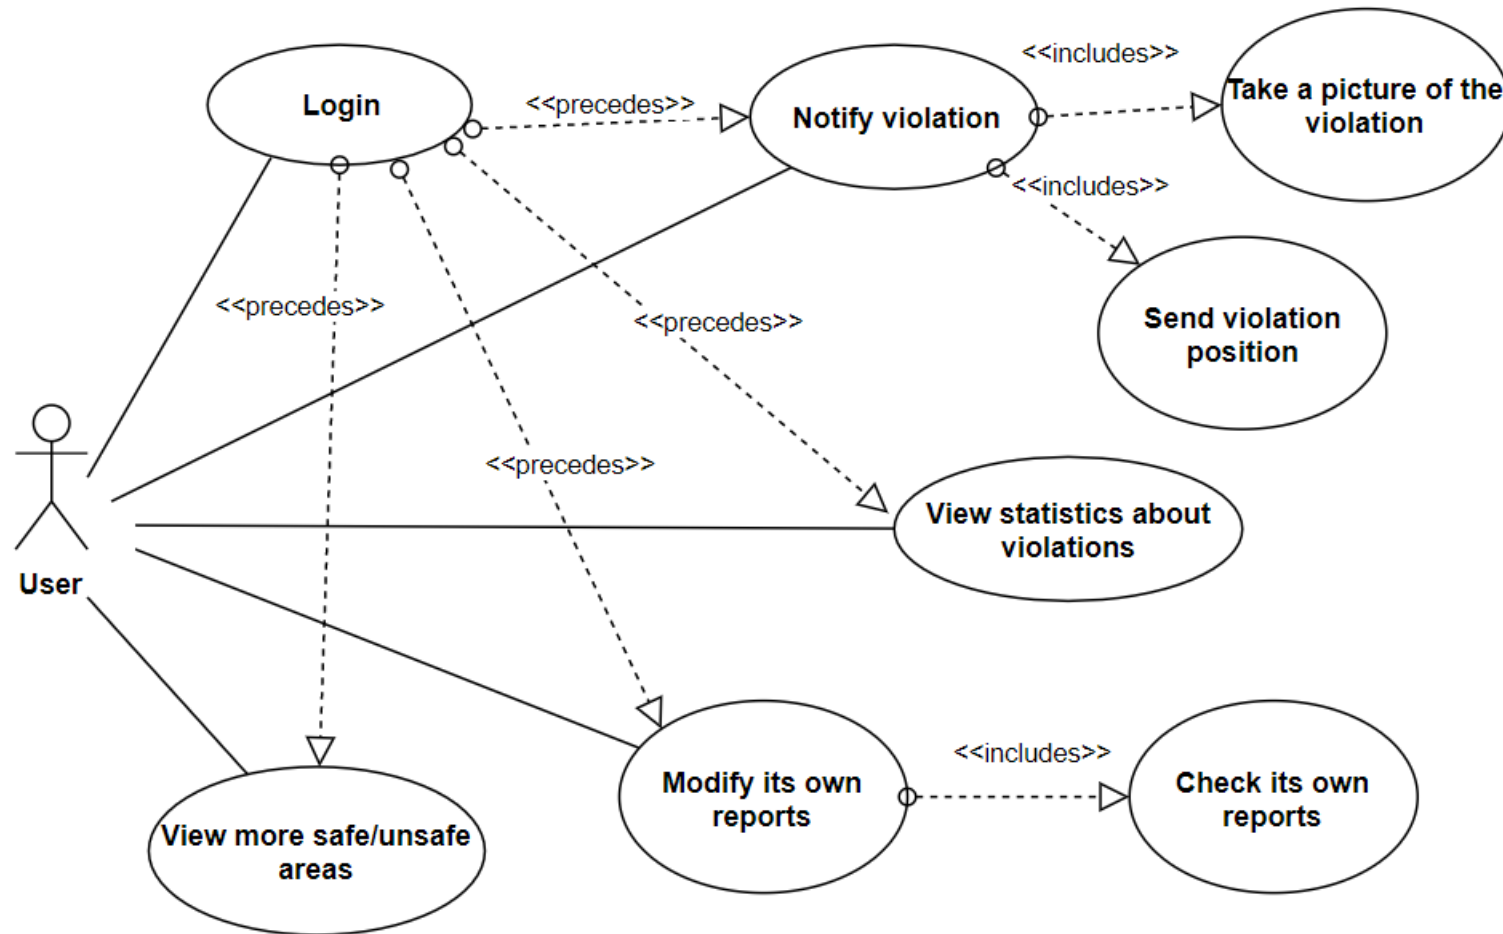 <<includes>>
Login
<<precedes>>
Notify violation
Take a picture of the
violation
<<includes>>
<<precedes>>
<<precedes>>
Send violation
position
<<precedes>>
View statistics about
violations
User
<<includes>>
Modify its own
reports
Check its own
reports
View more safe/unsafe
areas